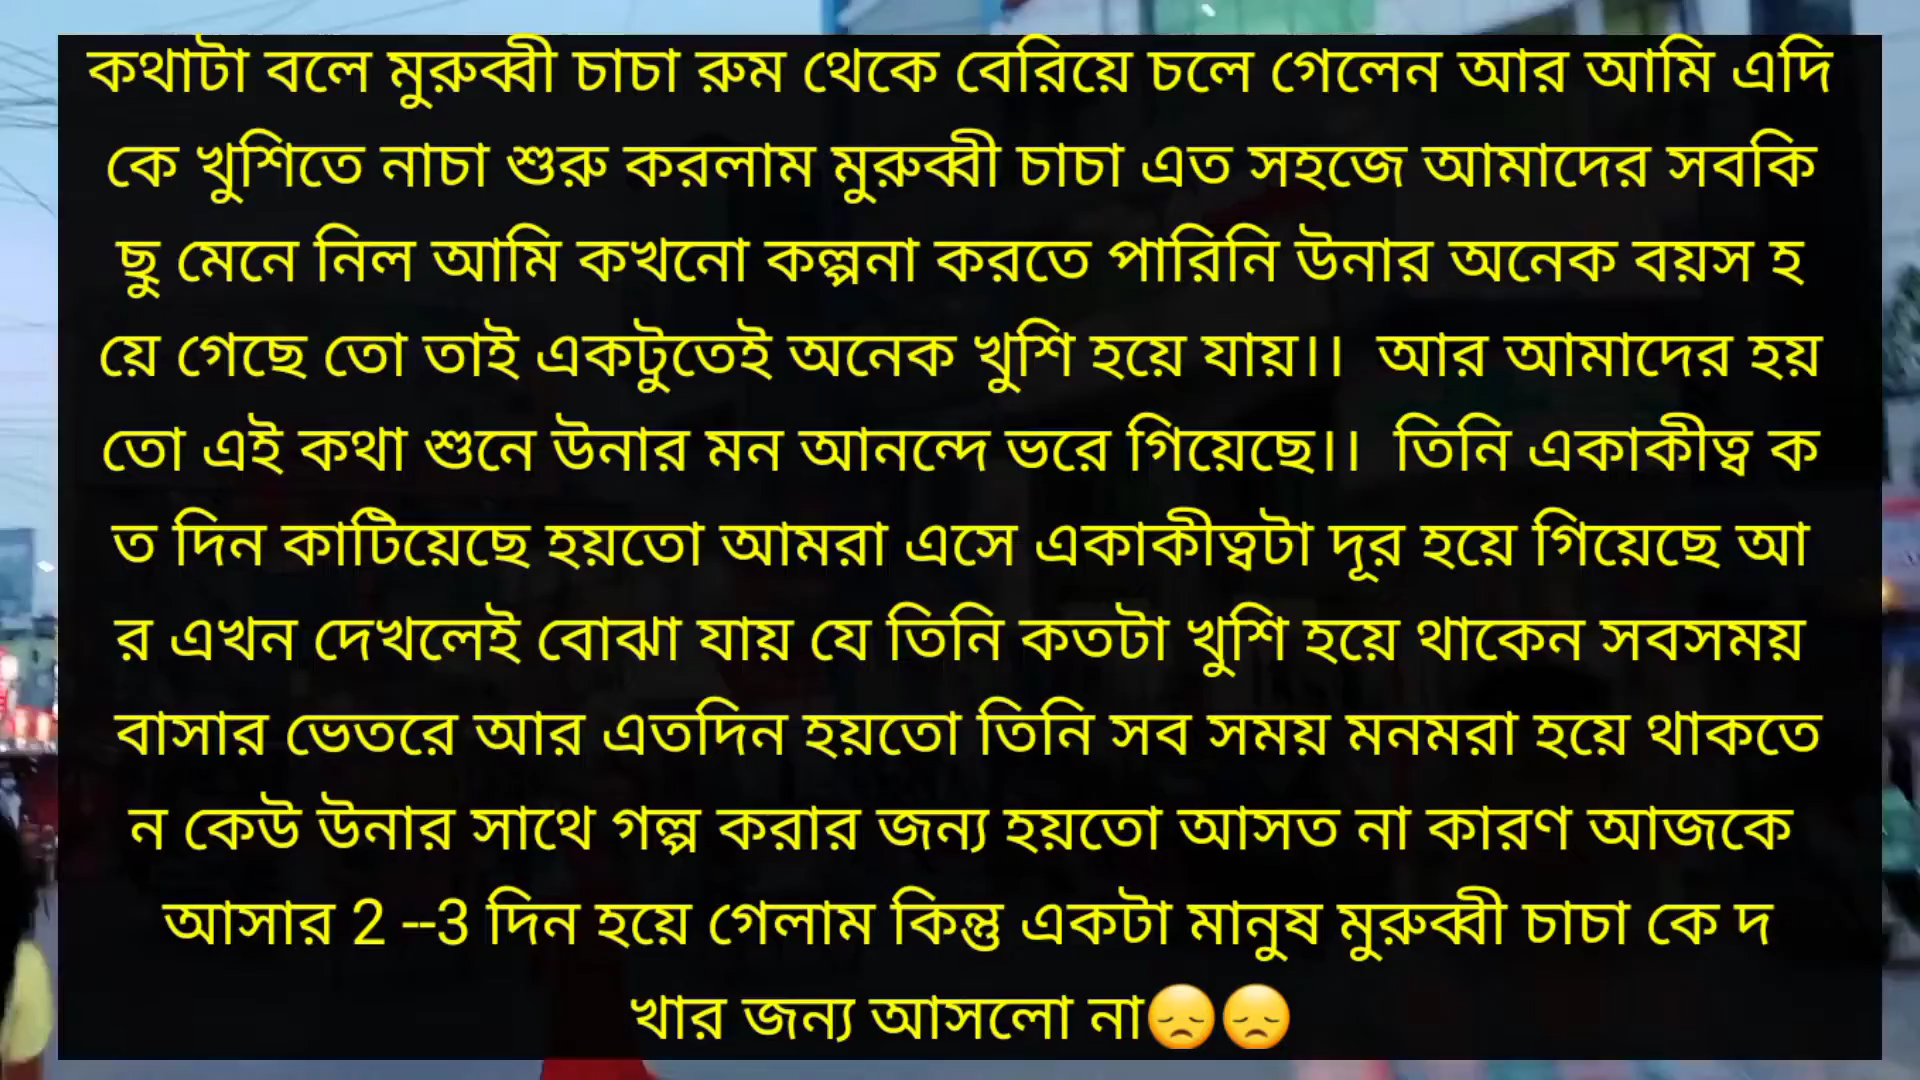 কথাটা বলে মুরুব্বী চাচা রুম থেকে বেরিয়ে চলে গেলেন আর আমি এদি
কে খুশিতে নাচা শুরু করলাম মুরুব্বী চাচা এত সহজে আমাদের সবকি
ছু মেনে নিল আমি কখনো কল্পনা করতে পারিনি উনার অনেক বয়স হ
য়ে গেছে তো তাই একটুতেই অনেক খুশি হয়ে যায়।। আর আমাদের হয়
তো এই কথা শুনে উনার মন আনন্দে ভরে গিয়েছে।। তিনি একাকীত্ব ক
ত দিন কাটিয়েছে হয়তো আমরা এসে একাকীত্বটা দূর হয়ে গিয়েছে আ
র এখন দেখলেই বোঝা যায় যে তিনি কতটা খুশি হয়ে থাকেন সবসময়
বাসার ভেতরে আর এতদিন হয়তো তিনি সব সময় মনমরা হয়ে থাকতে
ন কেউ উনার সাথে গল্প করার জন্য হয়তো আসত না কারণ আজকে
আসার 2 --3 দিন হয়ে গেলাম কিন্তু একটা মানুষ মুরুব্বী চাচা কে দ
খার জন্য আসলো না😞😞